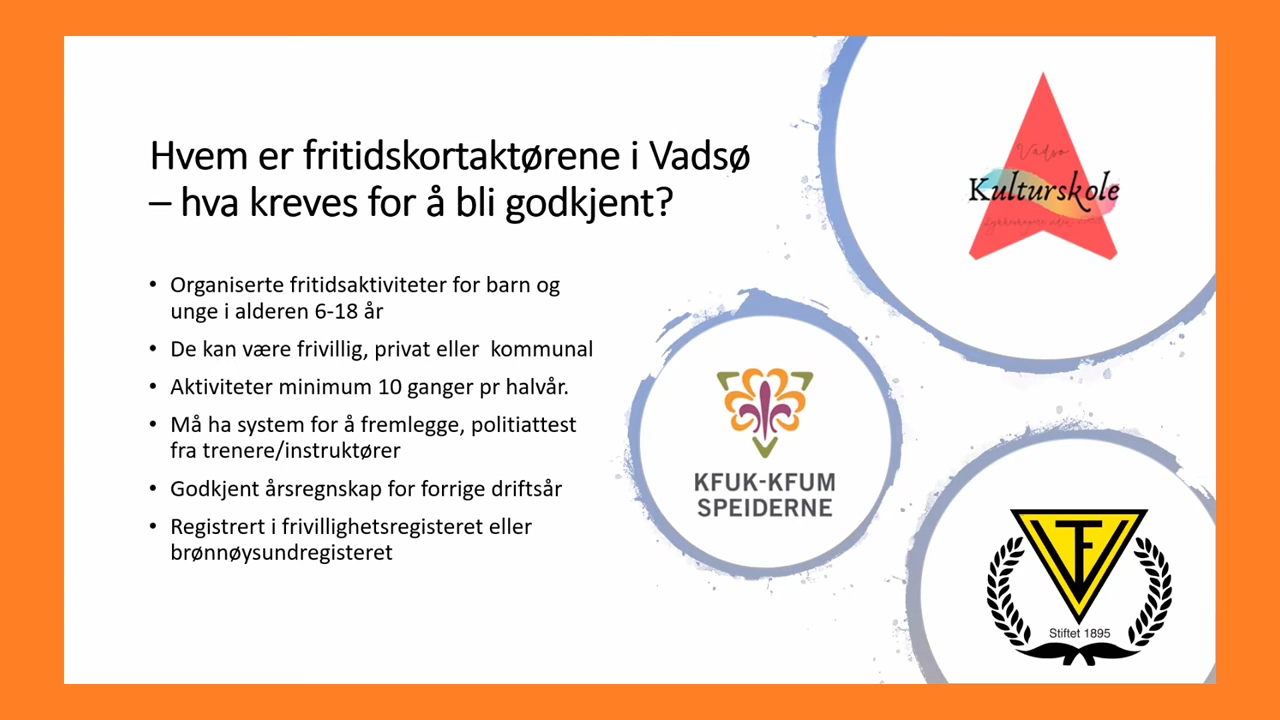 Hvem er fritidskortaktørene i Vadsø
– hva kreves for å bli godkjent?
• Organiserte fritidsaktiviteter for barn og
unge i alderen 6-18 år
• De kan være frivillig, privat eller  kommunal
• Aktiviteter minimum 10 ganger pr halvår.
• Må ha system for å fremlegge, politiattest
fra trenere/instruktører
• Godkjent årsregnskap for forrige driftsår
• Registrert i frivillighetsregisteret eller
brønnøysundregisteret
Vadsø
Kulturskole
KFUK-KFUM
SPEIDERNE
Stiftet 1895